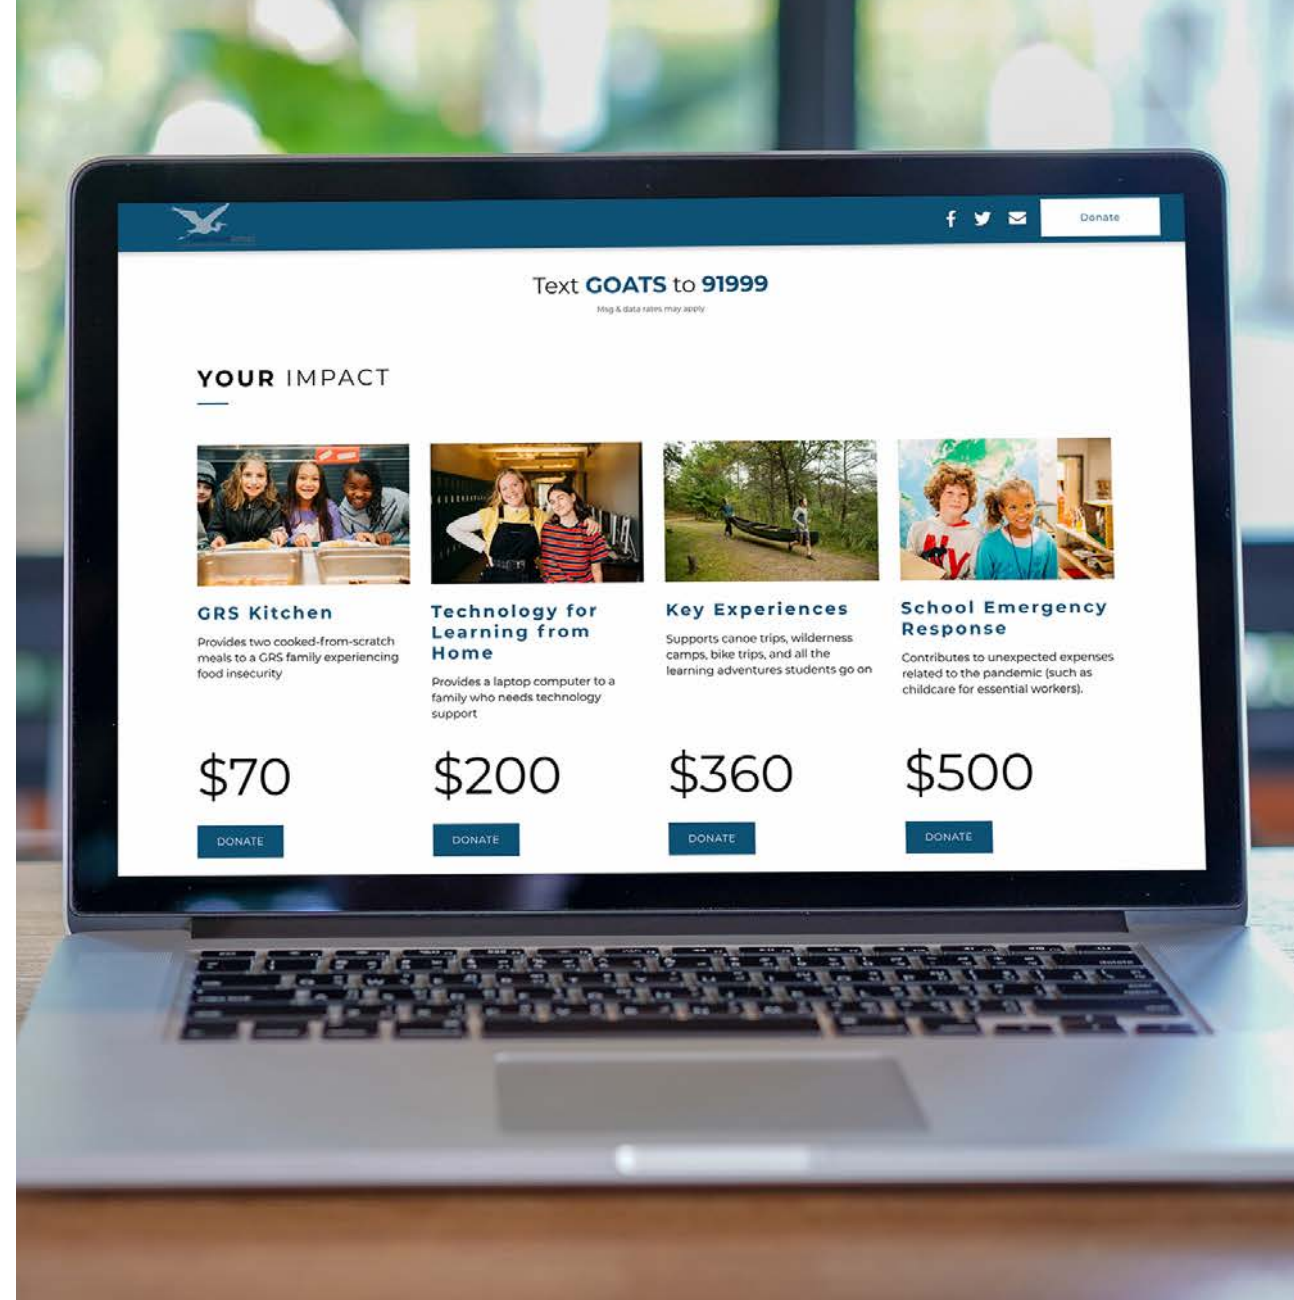 Donate
Text GOATS to 91999
Msg & data rates may apply
YOUR IMPACT
GRS Kitchen
Provides two cooked-from-scratch
meals to a GRS family experiencing
food insecurity
$70
DONATE
Technology for
Learning from
Home
Provides a laptop computer to a
family who needs technology
support
$200
DONATE
Key Experiences
Supports canoe trips, wilderness
camps, bike trips, and all the
learning adventures students go on
$360
DONATE
School Emergency
Response
Contributes to unexpected expenses
related to the pandemic (such as
childcare for essential workers).
$500
DONATE